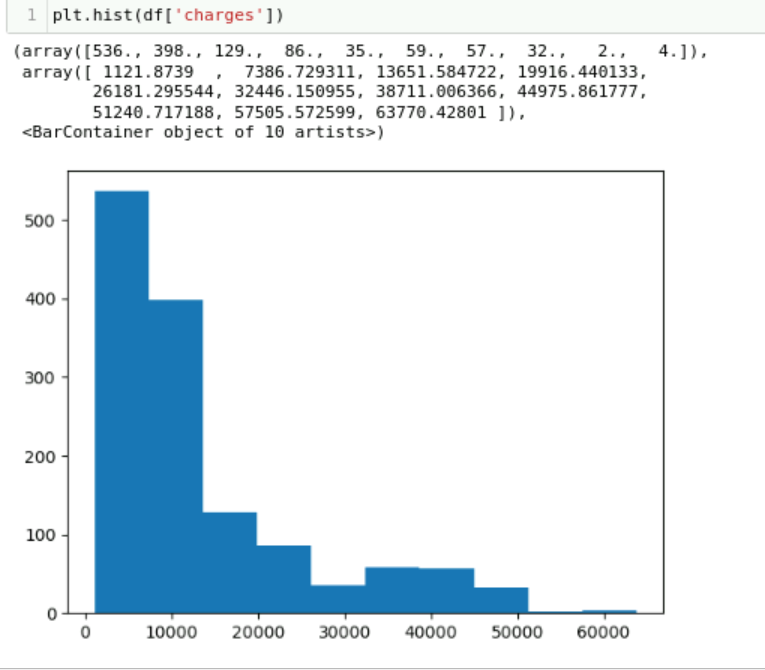 1 plt.hist(df['charges'])
(array([536., 398., 129., 86., 35., 59., 57., 32., 2., 4.]),
array([ 1121.8739 , 7386.729311, 13651.584722, 19916.440133,
26181.295544, 32446.150955, 38711.006366, 44975.861777,
51240.717188, 57505.572599, 63770.42801 ]),
<BarContainer object of 10 artists>)
500
400
300
200
100
0
0 10000 20000 30000 40000 50000 60000